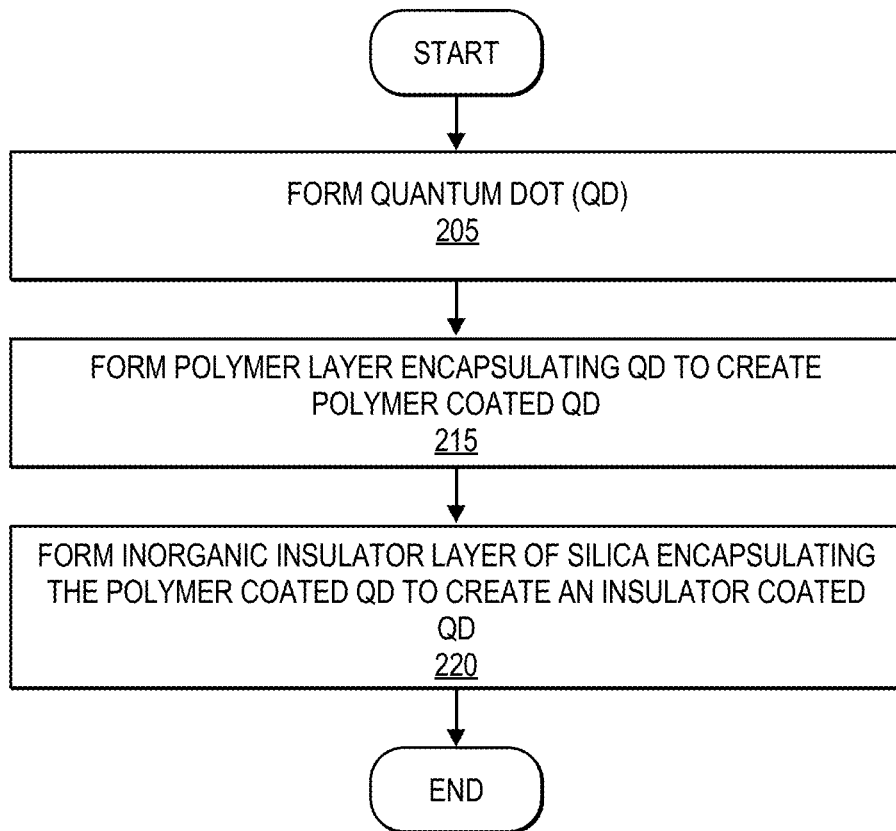 START
FORM QUANTUM DOT (QD)
205
FORM POLYMER LAYER ENCAPSULATING QD TO CREATE
POLYMER COATED QD
215
FORM INORGANIC INSULATOR LAYER OF SILICA ENCAPSULATING
THE POLYMER COATED QD TO CREATE AN INSULATOR COATED
QD
220
END